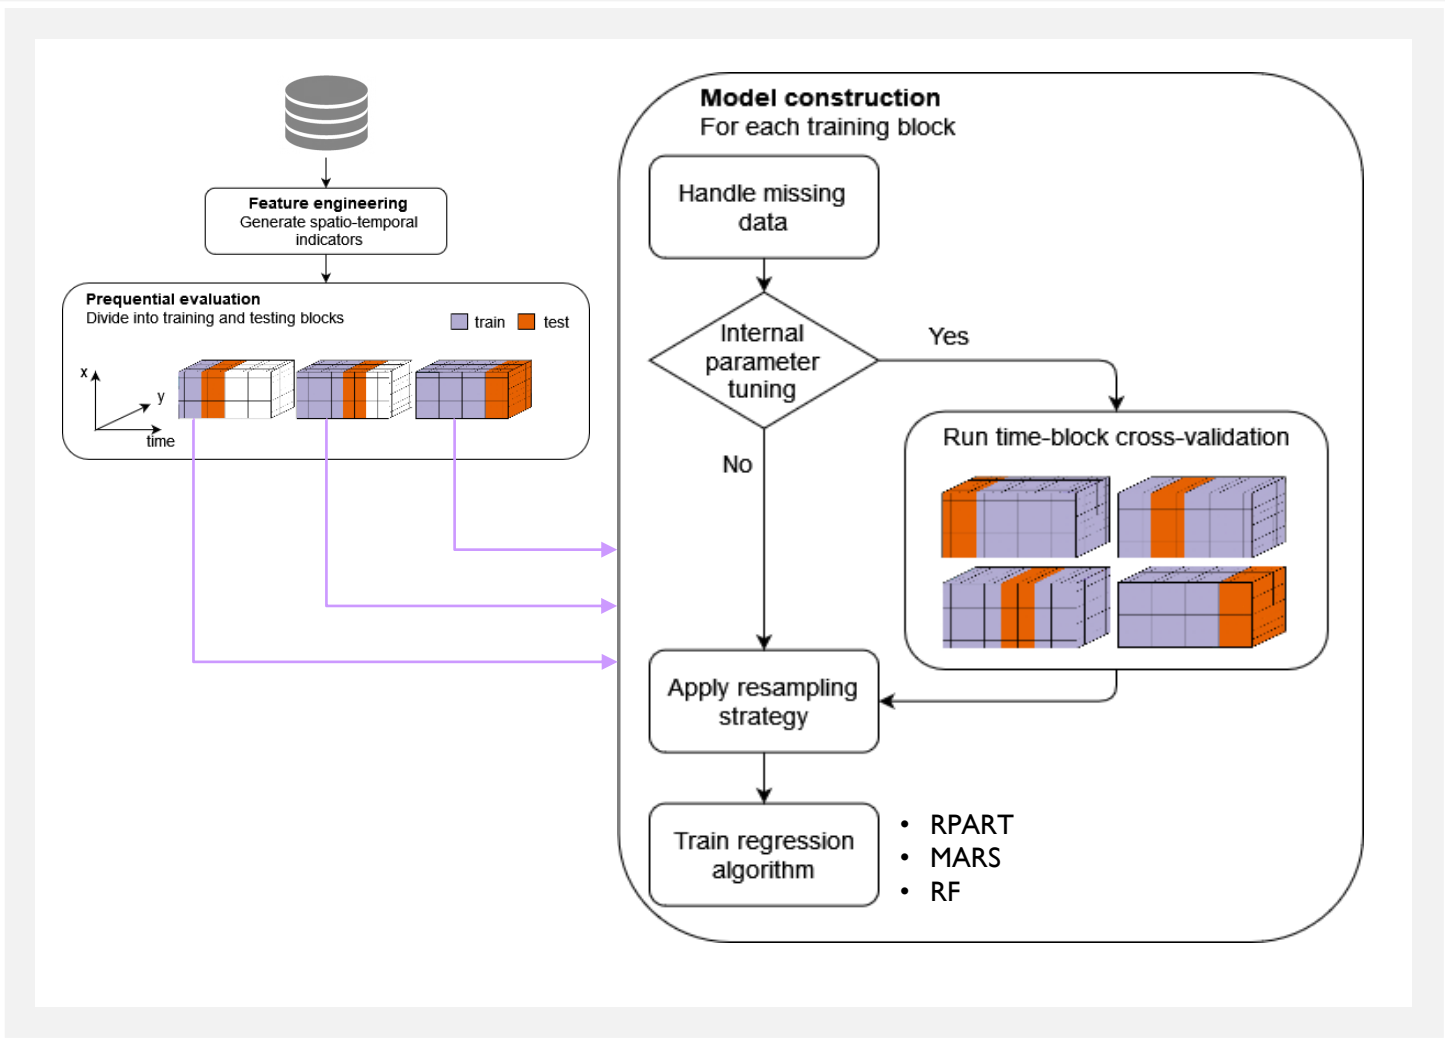 Feature engineering
Generate spatio-temporal
indicators
Prequential evaluation
Divide into training and testing blocks
train
test
x
y
time
Model construction
For each training block
Handle missing
data
Internal
parameter
tuning
Yes
No
Run time-block cross-validation
Apply resampling
strategy
Train regression
algorithm
• RPART
• MARS
• RF